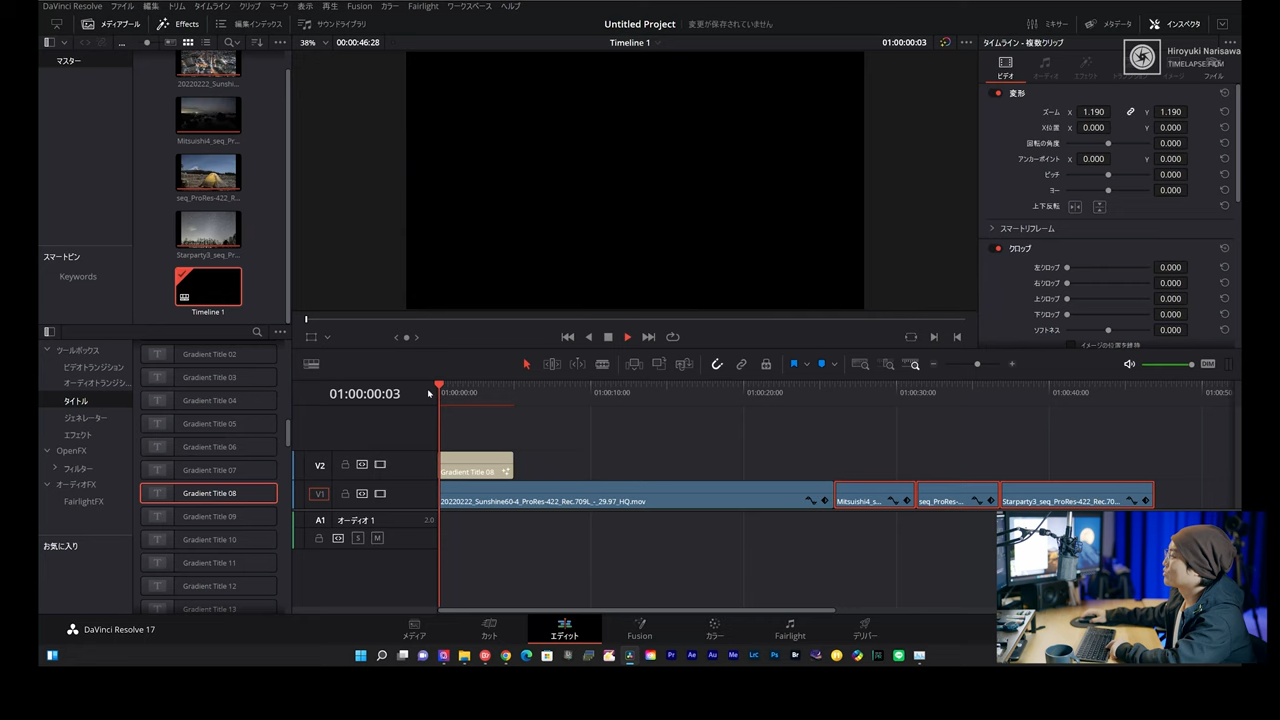 DaVinci Resolve ファイル 編集 トリム タイムライン クリップ マーク 表示 再生 Fusion カラー Fairlight ワークスペース ヘルプ
メディアプール Effects 編集インデックス サウンドライブラリ Untitled Project 変更が保存されていません ミキサー メタデータ インスペクタ
38% 00:00:46:28 Timeline 1 01:00:00:03 タイムライン - 複数クリップ
Hiroyuki Narisawa
TIMELAPSE FILM
マスター
ビデオ オーディオ エフェクト ファイル
20220222_Sunshi...
Mitsuishi4_seq_Pr...
seq_ProRes-422_R...
Starparty3_seq_Pr...
Timeline 1
スマートビン
Keywords
変形
ズーム X 1.190 Y 1.190
X位置 0.000 Y 0.000
回転の角度 0.000
アンカーポイント X 0.000 Y 0.000
ピッチ 0.000
ヨー 0.000
上下反転
スマートリフレーム
クロップ
左クロップ 0.000
右クロップ 0.000
上クロップ 0.000
下クロップ 0.000
ソフトネス 0.000
イメージの位置を維持
ツールボックス
ビデオトランジション
オーディオトランジシ...
タイトル
ジェネレーター
エフェクト
OpenFX
フィルター
オーディオFX
FairlightFX
お気に入り
Gradient Title 02
Gradient Title 03
Gradient Title 04
Gradient Title 05
Gradient Title 06
Gradient Title 07
Gradient Title 08
Gradient Title 09
Gradient Title 10
Gradient Title 11
Gradient Title 12
Gradient Title 13
DIM
01:00:00:03 01:00:00:00 01:00:10:00 01:00:20:00 01:00:30:00 01:00:40:00 01:00:50
V2 Gradient Title 08
V1 20220222_Sunshine60-4_ProRes-422_Rec.709L_-_29.97_HQ.mov Mitsuishi4_s... seq_ProRes-... Starparty3_seq_ProRes-422_Rec.70...
A1 オーディオ 1 2.0
S M
DaVinci Resolve 17 メディア カット エディット Fusion カラー Fairlight デリバー
Pr Ae Au Me LrC Ps Br